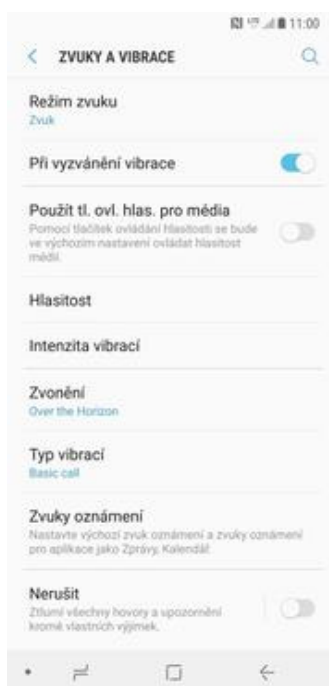 11:00
ZVUKY A VIBRACE
Režim zvuku
Zvuk
Při vyzvánění vibrace
Použít tl. ovl. hlas. pro média
Pomocí tlačítek ovládání hlasitosti se bude
ve výchozím nastavení ovládat hlasitost
médií.
Hlasitost
Intenzita vibrací
Zvonění
Over the Horizon
Typ vibrací
Basic call
Zvuky oznámení
Nastavte výchozí zvuk oznámení a zvuky oznámení
pro aplikace jako Zprávy, Kalendář.
Nerušit
Ztlumí všechny hovory a upozornění
kromě vlastních výjimek.